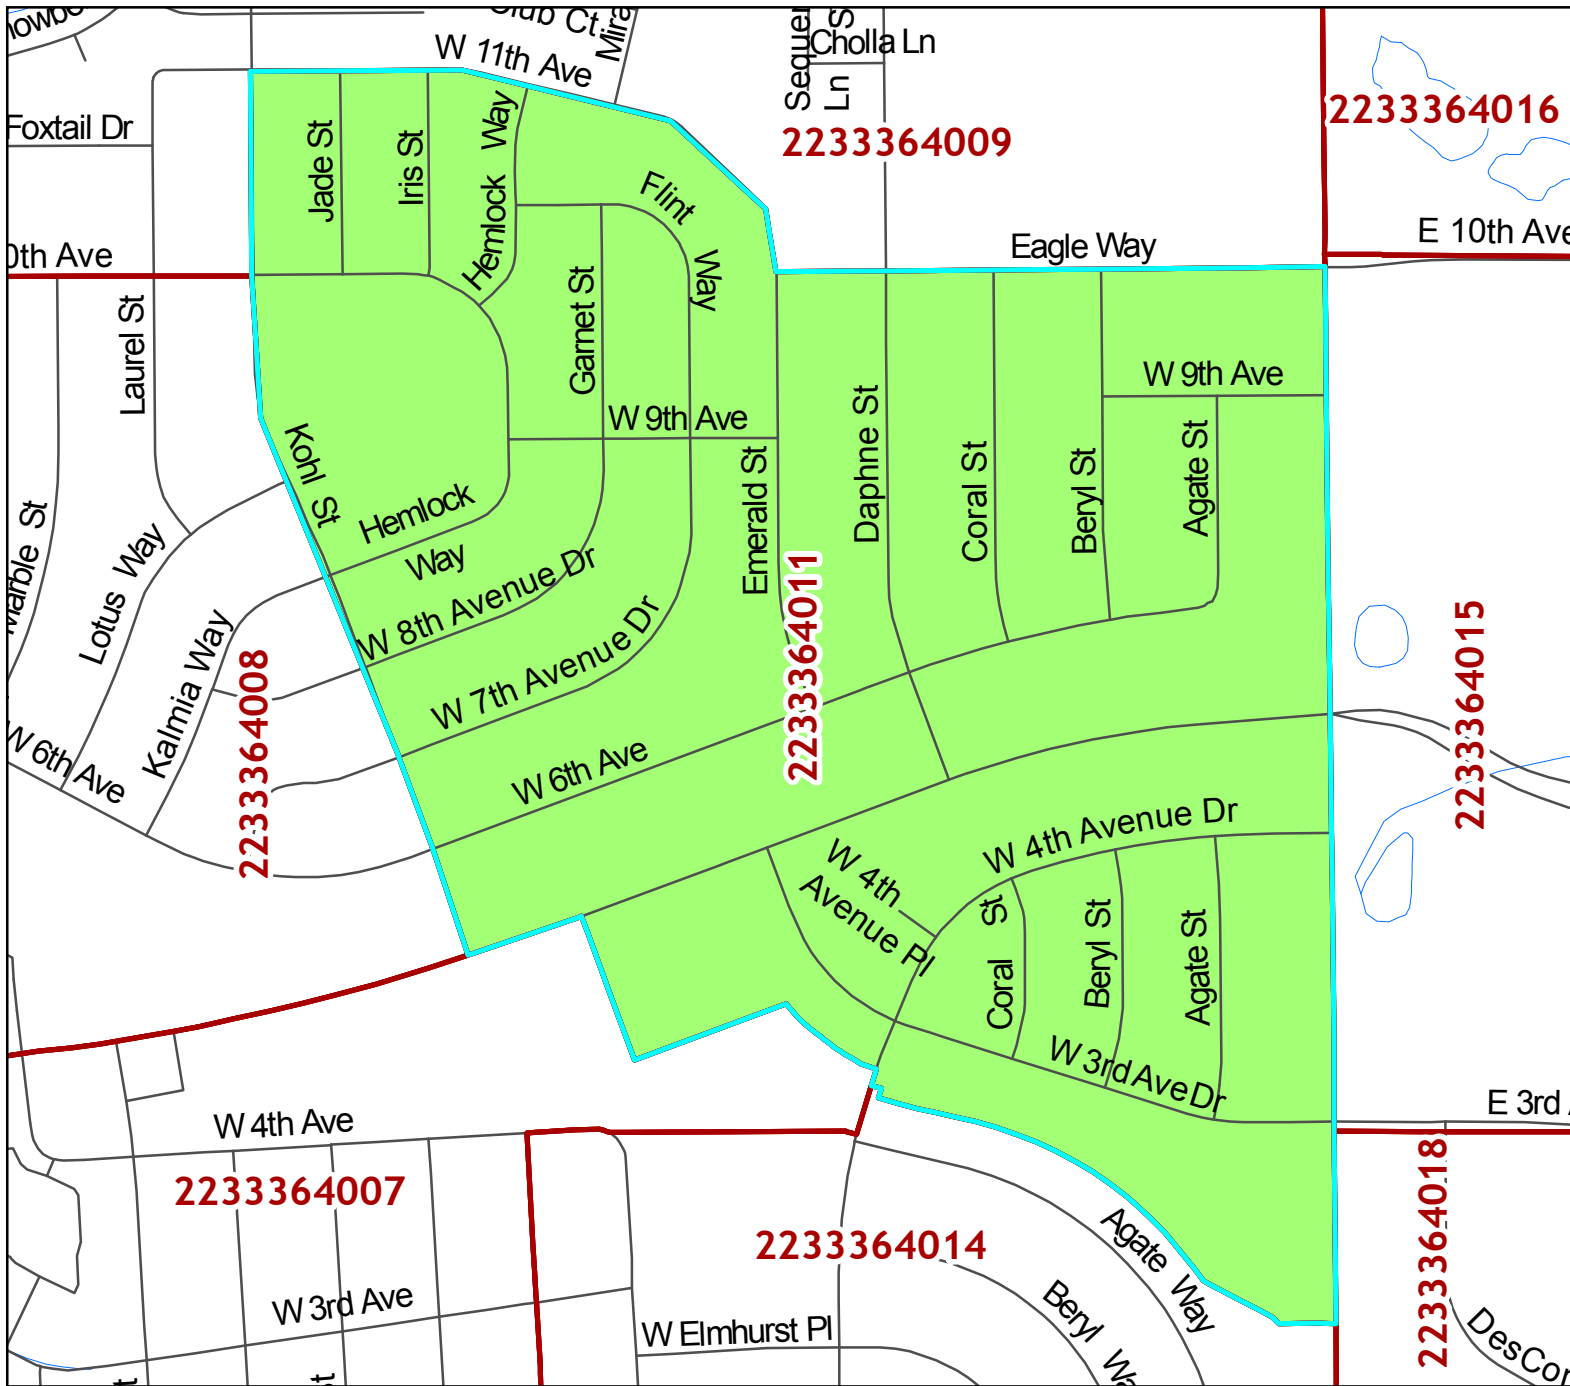 Club Ct
W 11th Ave
Cholla Ln
Foxtail Dr
Jade St
Iris St
Hemlock Way
Flint Way
2233364009
2233364016
E 10th Ave
Eagle Way
Laurel St
Garnet St
W 9th Ave
W 9th Ave
Kohl St
Hemlock Way
Emerald St
Daphne St
Coral St
Beryl St
Agate St
Marble St
Lotus Way
Kalmia Way
W 8th Avenue Dr
W 7th Avenue Dr
W 6th Ave
W 6th Ave
2233364008
2233364011
2233364015
W 4th Avenue Dr
W 4th Avenue Pl
Coral St
Beryl St
Agate St
W 3rd Ave Dr
E 3rd
W 4th Ave
2233364007
2233364014
2233364018
W 3rd Ave
W Elmhurst Pl
Agate Way
Beryl